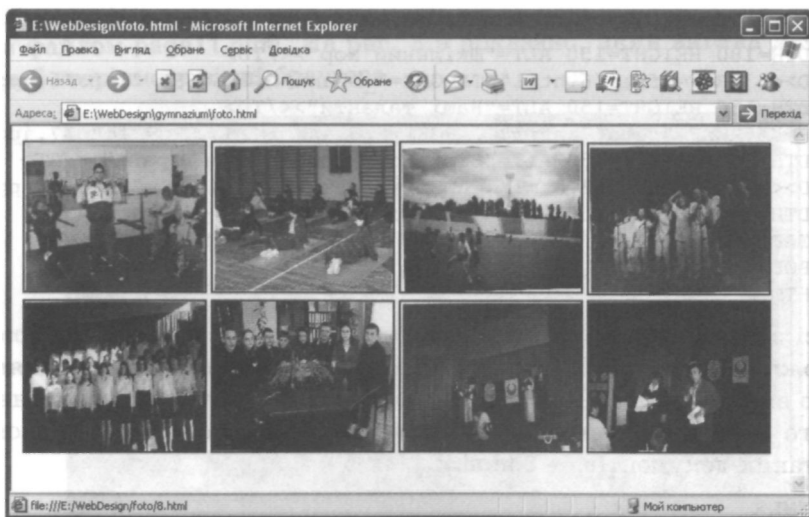 E:\WebDesign\foto.html - Microsoft Internet Explorer
Файл Правка Вигляд Обране Сервіс Довідка
Назад Пошук Обране
Адреса: E:\WebDesign\gymnazium\foto.html Перехід
file:///E:/WebDesign/foto/8.html Мой компьютер